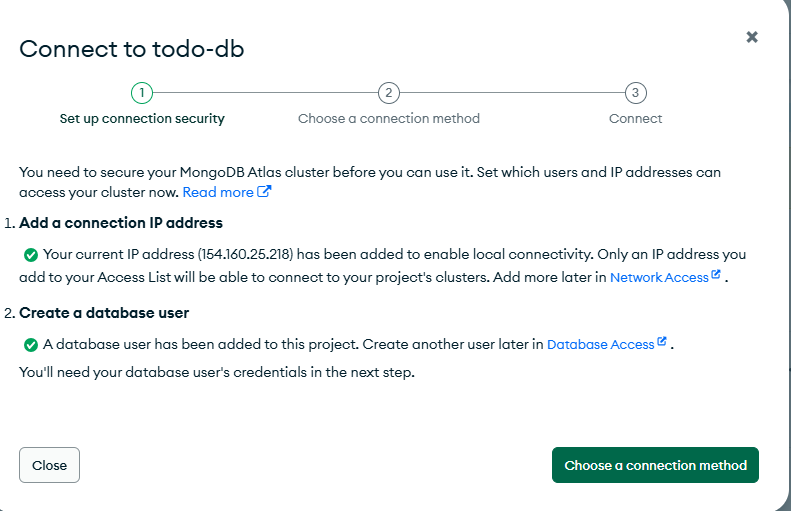 Connect to todo-db
1
2
3
Set up connection security
Choose a connection method
Connect
You need to secure your MongoDB Atlas cluster before you can use it. Set which users and IP addresses can
access your cluster now. Read more
1. Add a connection IP address
Your current IP address (154.160.25.218) has been added to enable local connectivity. Only an IP address you
add to your Access List will be able to connect to your project's clusters. Add more later in Network Access .
2. Create a database user
A database user has been added to this project. Create another user later in Database Access .
You'll need your database user's credentials in the next step.
Close
Choose a connection method